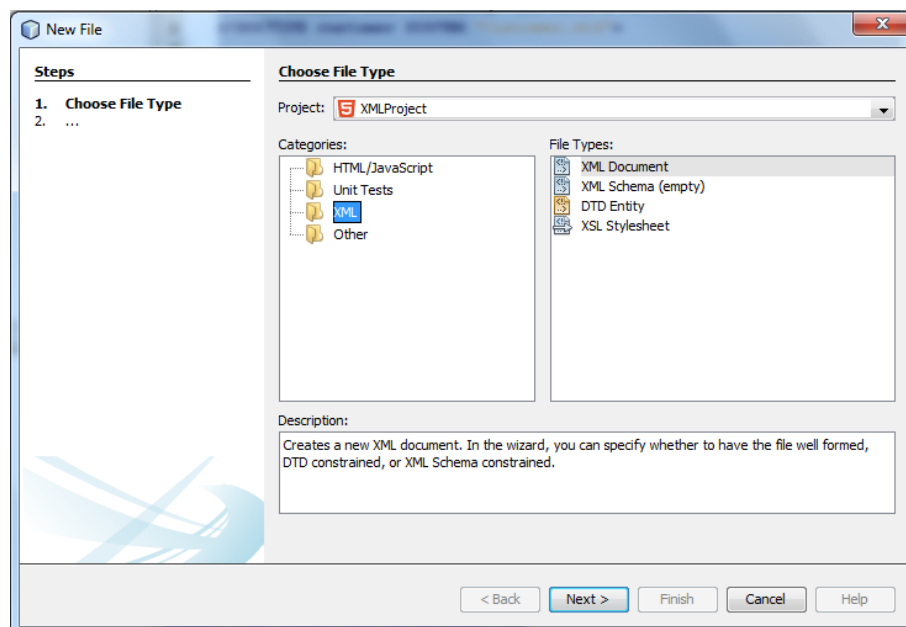 New File
Steps
1. Choose File Type
2. ...
Choose File Type
Project: XMLProject
Categories:
HTML/JavaScript
Unit Tests
XML
Other
File Types:
XML Document
XML Schema (empty)
DTD Entity
XSL Stylesheet
Description:
Creates a new XML document. In the wizard, you can specify whether to have the file well formed,
DTD constrained, or XML Schema constrained.
< Back Next > Finish Cancel Help